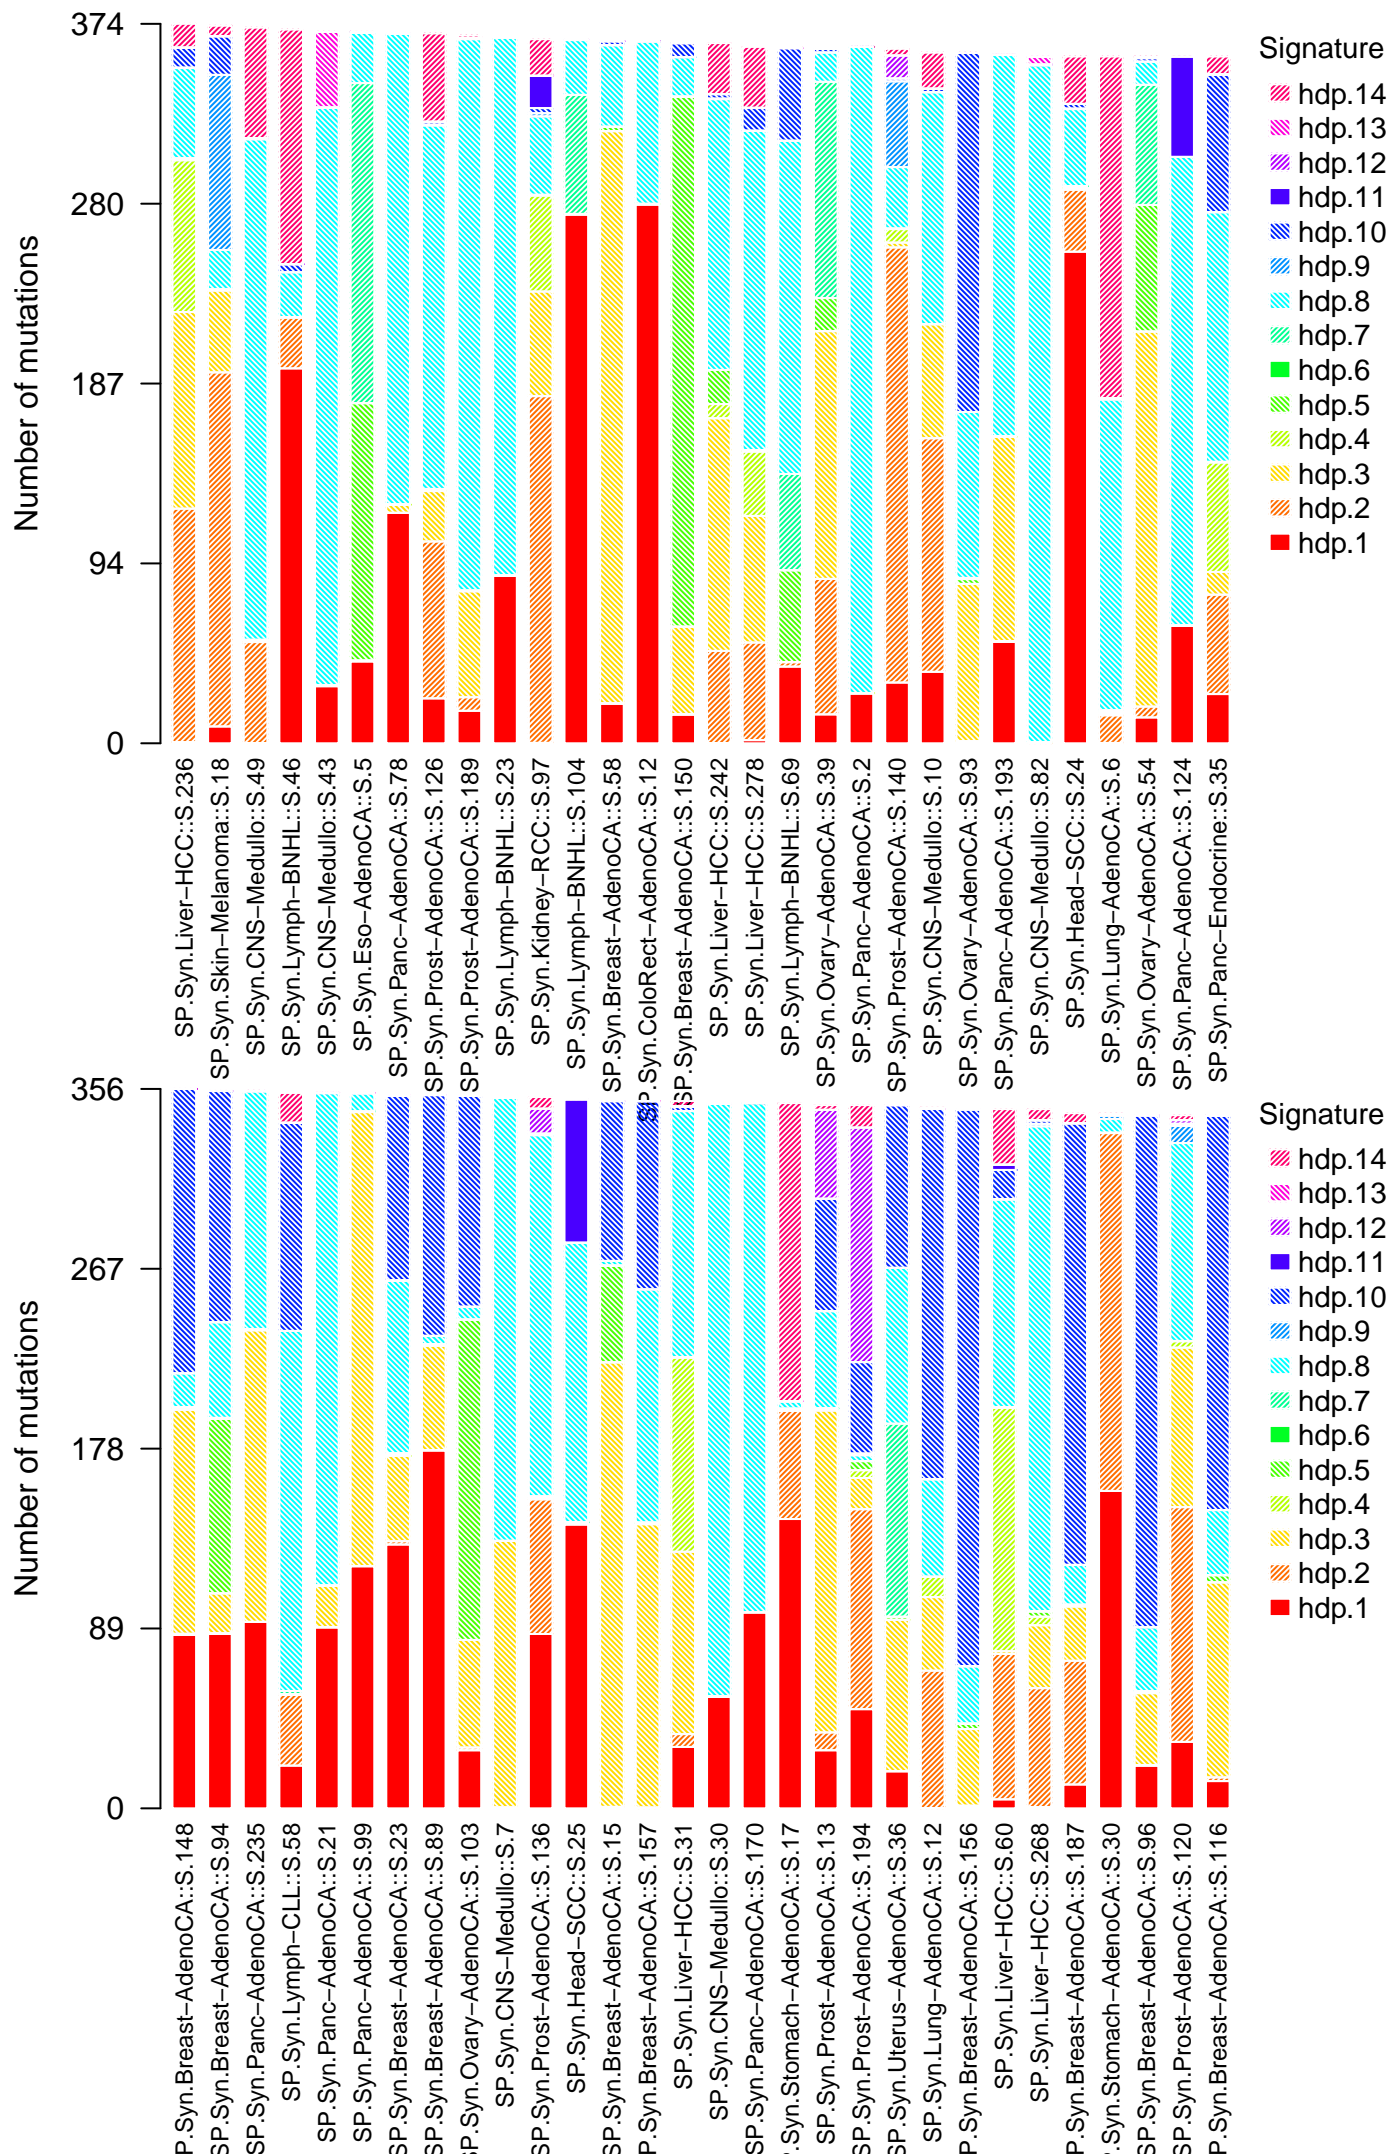 Number of mutations
374
280
187
94
0
Signature
hdp.14
hdp.13
hdp.12
hdp.11
hdp.10
hdp.9
hdp.8
hdp.7
hdp.6
hdp.5
hdp.4
hdp.3
hdp.2
hdp.1
SP.Syn.Liver−HCC::S.236
SP.Syn.Skin−Melanoma::S.18
SP.Syn.CNS−Medullo::S.49
SP.Syn.Lymph−BNHL::S.46
SP.Syn.CNS−Medullo::S.43
SP.Syn.Eso−AdenoCA::S.5
SP.Syn.Panc−AdenoCA::S.78
SP.Syn.Prost−AdenoCA::S.126
SP.Syn.Prost−AdenoCA::S.189
SP.Syn.Lymph−BNHL::S.23
SP.Syn.Kidney−RCC::S.97
SP.Syn.Lymph−BNHL::S.104
SP.Syn.Breast−AdenoCA::S.58
SP.Syn.ColoRect−AdenoCA::S.12
SP.Syn.Breast−AdenoCA::S.150
SP.Syn.Liver−HCC::S.242
SP.Syn.Liver−HCC::S.278
SP.Syn.Lymph−BNHL::S.69
SP.Syn.Ovary−AdenoCA::S.39
SP.Syn.Panc−AdenoCA::S.2
SP.Syn.Prost−AdenoCA::S.140
SP.Syn.CNS−Medullo::S.10
SP.Syn.Ovary−AdenoCA::S.93
SP.Syn.Panc−AdenoCA::S.193
SP.Syn.CNS−Medullo::S.82
SP.Syn.Head−SCC::S.24
SP.Syn.Lung−AdenoCA::S.6
SP.Syn.Ovary−AdenoCA::S.54
SP.Syn.Panc−AdenoCA::S.124
SP.Syn.Panc−Endocrine::S.35
Number of mutations
356
267
178
89
0
Signature
hdp.14
hdp.13
hdp.12
hdp.11
hdp.10
hdp.9
hdp.8
hdp.7
hdp.6
hdp.5
hdp.4
hdp.3
hdp.2
hdp.1
P.Syn.Breast−AdenoCA::S.148
SP.Syn.Breast−AdenoCA::S.94
SP.Syn.Panc−AdenoCA::S.235
SP.Syn.Lymph−CLL::S.58
SP.Syn.Panc−AdenoCA::S.21
SP.Syn.Panc−AdenoCA::S.99
SP.Syn.Breast−AdenoCA::S.23
SP.Syn.Breast−AdenoCA::S.89
SP.Syn.Ovary−AdenoCA::S.103
SP.Syn.CNS−Medullo::S.7
SP.Syn.Prost−AdenoCA::S.136
SP.Syn.Head−SCC::S.25
SP.Syn.Breast−AdenoCA::S.15
P.Syn.Breast−AdenoCA::S.157
SP.Syn.Liver−HCC::S.31
SP.Syn.CNS−Medullo::S.30
SP.Syn.Panc−AdenoCA::S.170
.Syn.Stomach−AdenoCA::S.17
SP.Syn.Prost−AdenoCA::S.13
SP.Syn.Prost−AdenoCA::S.194
SP.Syn.Uterus−AdenoCA::S.36
SP.Syn.Lung−AdenoCA::S.12
P.Syn.Breast−AdenoCA::S.156
SP.Syn.Liver−HCC::S.60
SP.Syn.Liver−HCC::S.268
P.Syn.Breast−AdenoCA::S.187
.Syn.Stomach−AdenoCA::S.30
SP.Syn.Breast−AdenoCA::S.96
SP.Syn.Prost−AdenoCA::S.120
P.Syn.Breast−AdenoCA::S.116